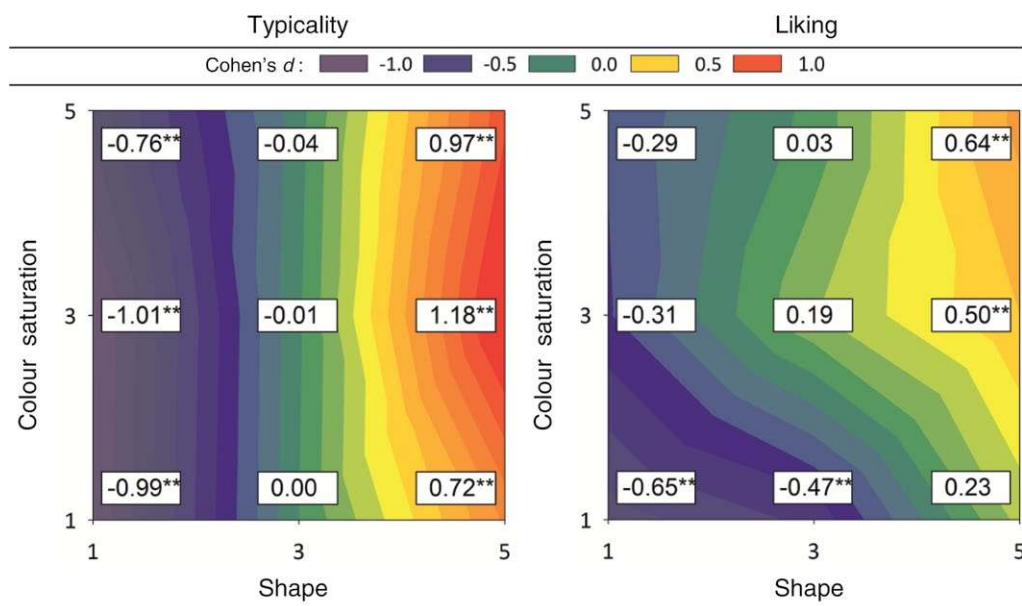 Typicality Liking
Cohen's d: -1.0 -0.5 0.0 0.5 1.0
5 -0.76** -0.04 0.97**
Colour saturation
3 -1.01** -0.01 1.18**
-0.99** 0.00 0.72**
1
1 3 5
Shape
5 -0.29 0.03 0.64**
Colour saturation
3 -0.31 0.19 0.50**
-0.65** -0.47** 0.23
1
1 3 5
Shape